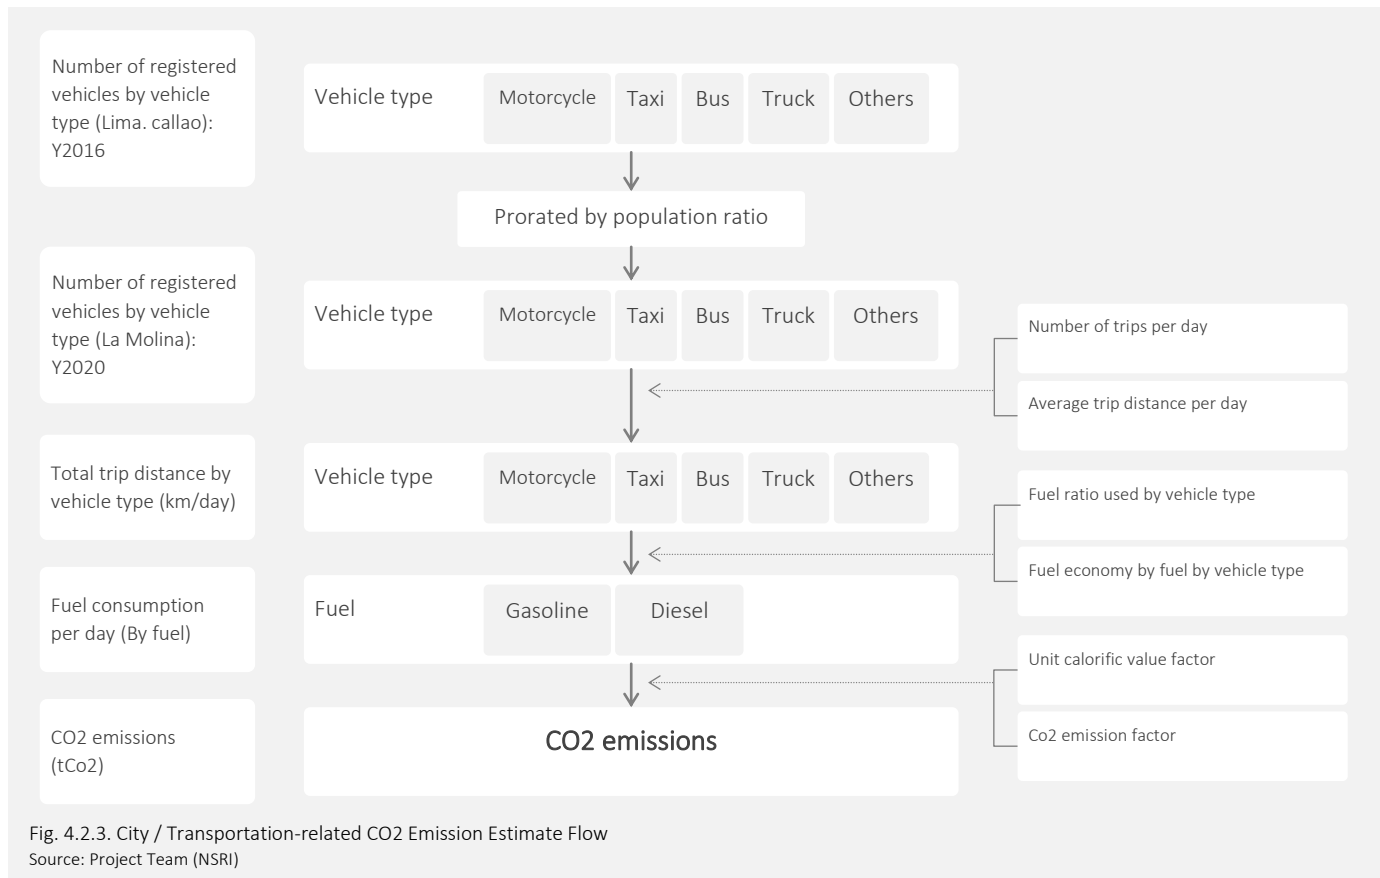 Number of registered
vehicles by vehicle
type (Lima. callao):
Y2016
Vehicle type
Motorcycle
Taxi
Bus
Truck
Others
Prorated by population ratio
Number of registered
vehicles by vehicle
type (La Molina):
Y2020
Vehicle type
Motorcycle
Taxi
Bus
Truck
Others
Number of trips per day
Average trip distance per day
Total trip distance by
vehicle type (km/day)
Vehicle type
Motorcycle
Taxi
Bus
Truck
Others
Fuel ratio used by vehicle type
Fuel economy by fuel by vehicle type
Fuel consumption
per day (By fuel)
Fuel
Gasoline
Diesel
Unit calorific value factor
Co2 emission factor
CO2 emissions
(tCo2)
CO2 emissions
Fig. 4.2.3. City / Transportation-related CO2 Emission Estimate Flow
Source: Project Team (NSRI)